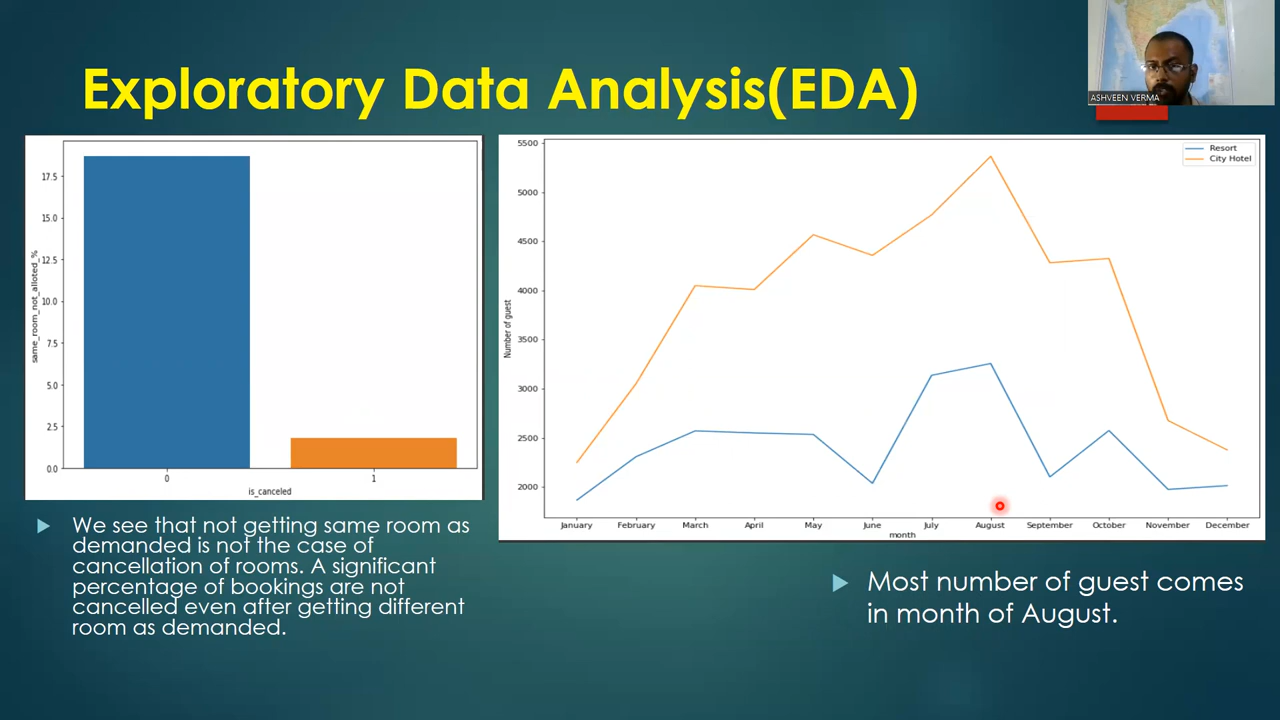 Exploratory Data Analysis(EDA)
ASHVEEN VERMA
17.5
15.0
12.5
10.0
7.5
5.0
2.5
0.0
same_room_not_alloted_%
0
1
is_canceled
5500
5000
4500
4000
3500
3000
2500
2000
Number of guest
Resort
City Hotel
January February March April May June July August September October November December
month
We see that not getting same room as
demanded is not the case of
cancellation of rooms. A significant
percentage of bookings are not
cancelled even after getting different
room as demanded.
Most number of guest comes
in month of August.